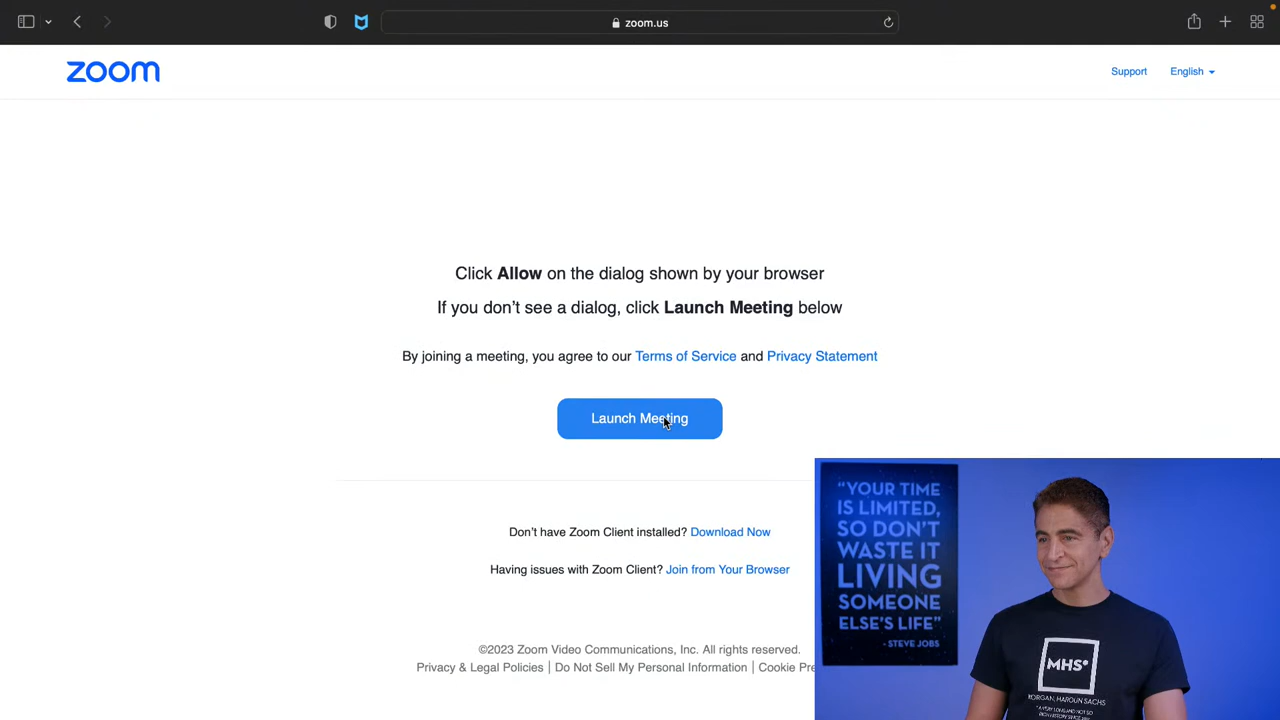 zoom.us
zoom
Support
English
Click Allow on the dialog shown by your browser
If you don’t see a dialog, click Launch Meeting below
By joining a meeting, you agree to our Terms of Service and Privacy Statement
Launch Meeting
Don’t have Zoom Client installed? Download Now
Having issues with Zoom Client? Join from Your Browser
©2023 Zoom Video Communications, Inc. All rights reserved.
Privacy & Legal Policies | Do Not Sell My Personal Information | Cookie Pre
“YOUR TIME
IS LIMITED,
SO DON’T
WASTE IT
LIVING
SOMEONE
ELSE’S LIFE”
- STEVE JOBS
MHS
MORGAN, HAROUN SACHS